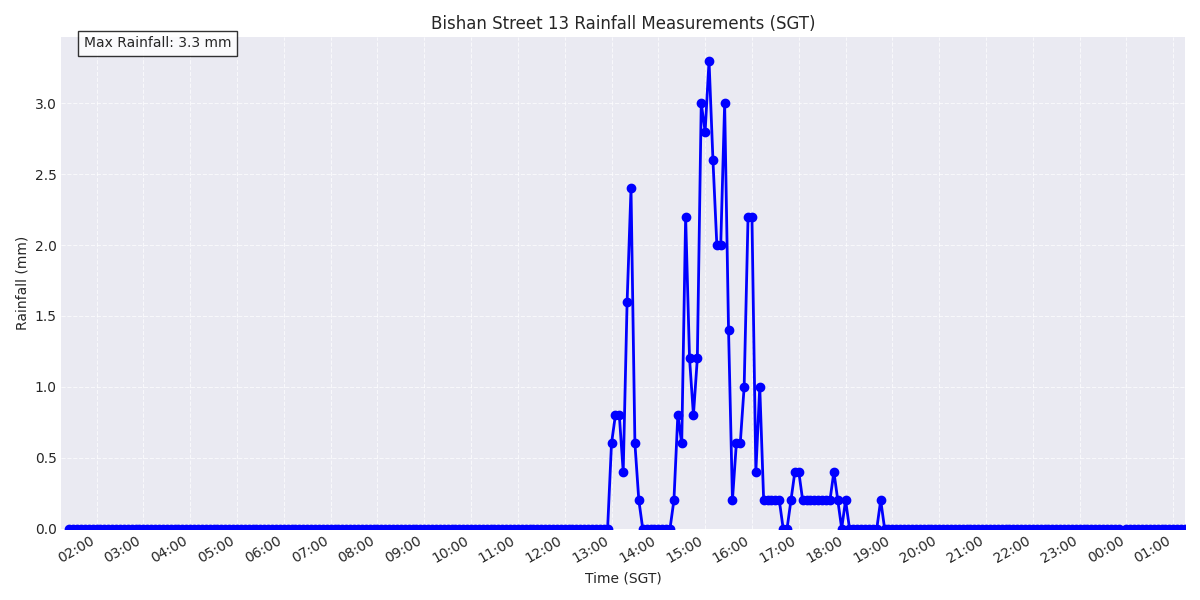 Bishan Street 13 Rainfall Measurements (SGT)
Max Rainfall: 3.3 mm
Rainfall (mm)
3.0
2.5
2.0
1.5
1.0
0.5
0.0
02:00 03:00 04:00 05:00 06:00 07:00 08:00 09:00 10:00 11:00 12:00 13:00 14:00 15:00 16:00 17:00 18:00 19:00 20:00 21:00 22:00 23:00 00:00 01:00
Time (SGT)